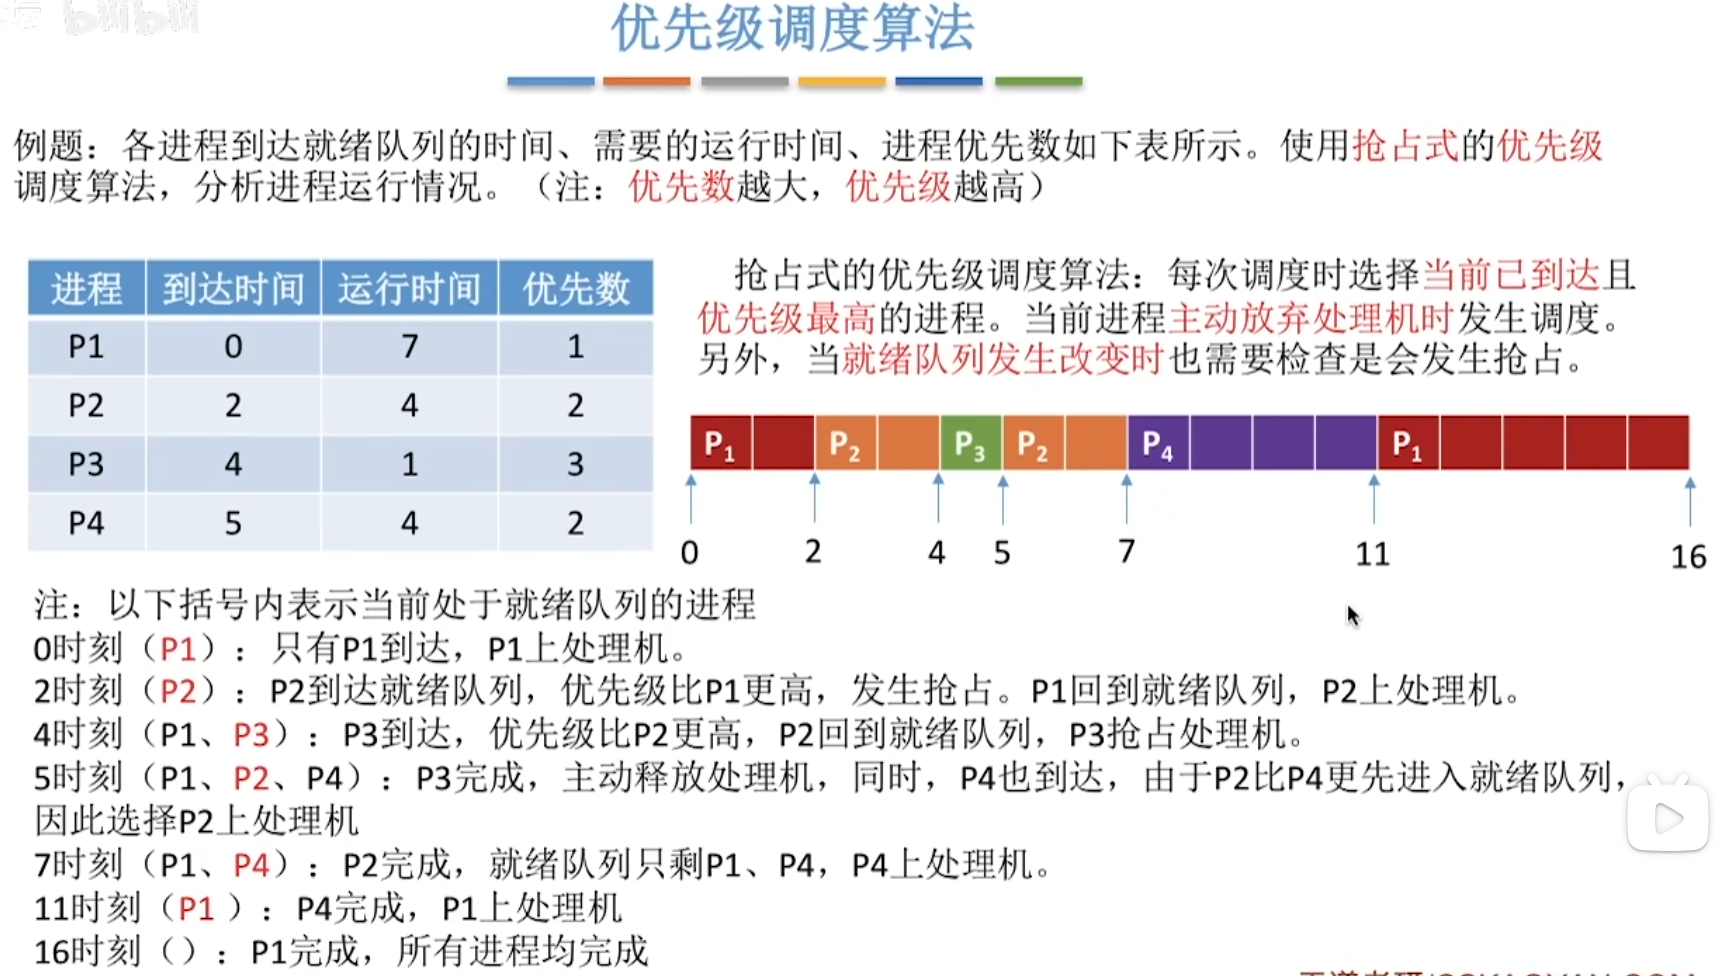 bilibili
优先级调度算法
例题：各进程到达就绪队列的时间、需要的运行时间、进程优先数如下表所示。使用抢占式的优先级
调度算法，分析进程运行情况。（注：优先数越大，优先级越高）
进程 到达时间 运行时间 优先数
P1 0 7 1
P2 2 4 2
P3 4 1 3
P4 5 4 2
抢占式的优先级调度算法：每次调度时选择当前已到达且
优先级最高的进程。当前进程主动放弃处理机时发生调度。
另外，当就绪队列发生改变时也需要检查是会发生抢占。
P1 P2 P3 P2 P4 P1
0 2 4 5 7 11 16
注：以下括号内表示当前处于就绪队列的进程
0时刻（P1）：只有P1到达，P1上处理机。
2时刻（P2）：P2到达就绪队列，优先级比P1更高，发生抢占。P1回到就绪队列，P2上处理机。
4时刻（P1、P3）：P3到达，优先级比P2更高，P2回到就绪队列，P3抢占处理机。
5时刻（P1、P2、P4）：P3完成，主动释放处理机，同时，P4也到达，由于P2比P4更先进入就绪队列，
因此选择P2上处理机
7时刻（P1、P4）：P2完成，就绪队列只剩P1、P4，P4上处理机。
11时刻（P1 ）：P4完成，P1上处理机
16时刻（）：P1完成，所有进程均完成